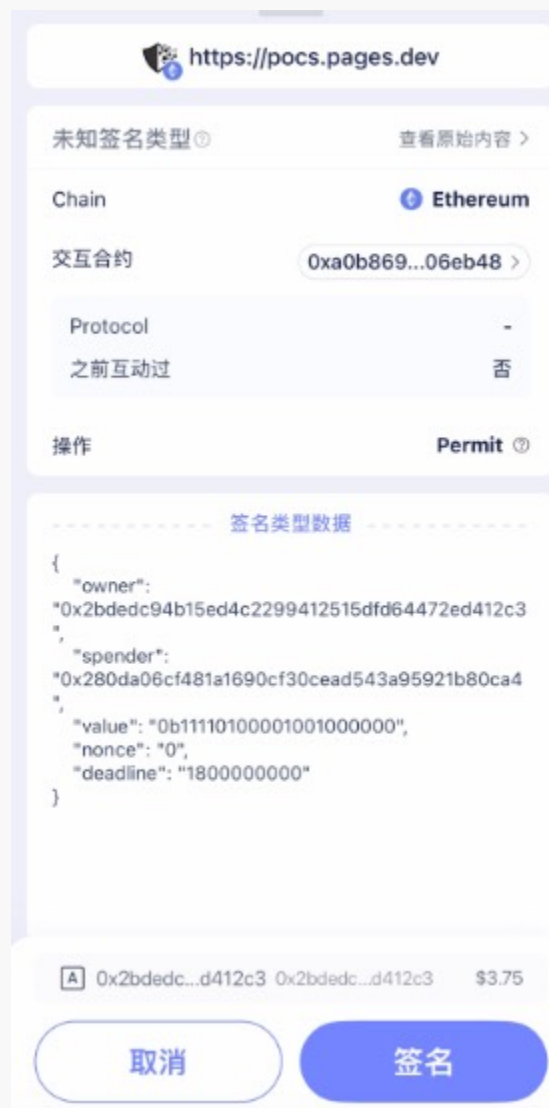 https://pocs.pages.dev
未知签名类型 查看原始内容 >
Chain Ethereum
交互合约 0xa0b869...06eb48 >
Protocol -
之前互动过 否
操作 Permit
签名类型数据
{
"owner":
"0x2bdedc94b15ed4c2299412515dfd64472ed412c3
",
"spender":
"0x280da06cf481a1690cf30cead543a95921b80ca4
",
"value": "0b11110100001001000000",
"nonce": "0",
"deadline": "1800000000"
}
A 0x2bdedc...d412c3 0x2bdedc...d412c3 $3.75
取消 签名